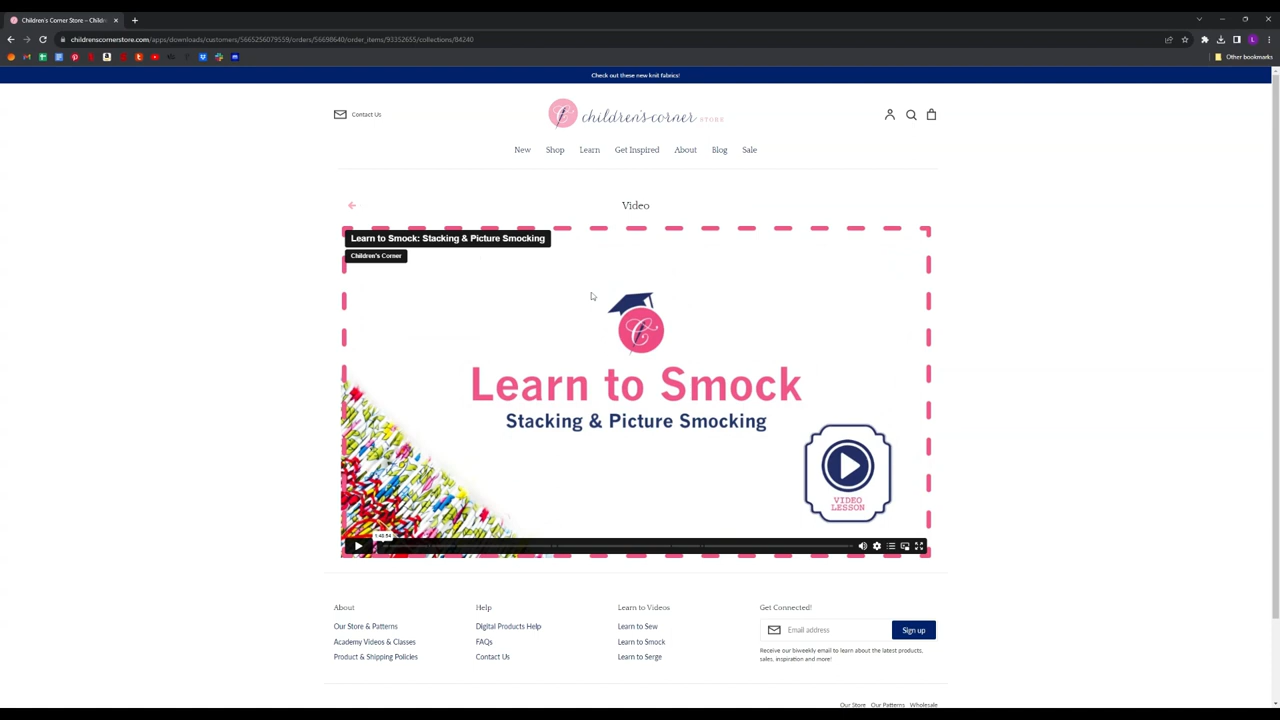 Children's Corner Store – Childr
childrenscornerstore.com/apps/downloads/customers/5665256079559/orders/56698640/order_items/93352655/collections/84240
Other bookmarks
Check out these new knit fabrics!
Contact Us
children's corner STORE
New Shop Learn Get Inspired About Blog Sale
Video
Learn to Smock: Stacking & Picture Smocking
Children's Corner
Learn to Smock
Stacking & Picture Smocking
VIDEO
LESSON
1:40:54
About Help Learn to Videos Get Connected!
Our Store & Patterns Digital Products Help Learn to Sew Email address Sign up
Academy Videos & Classes FAQs Learn to Smock
Product & Shipping Policies Contact Us Learn to Serge
Receive our biweekly email to learn about the latest products,
sales, inspiration and more!
Our Store Our Patterns Wholesale